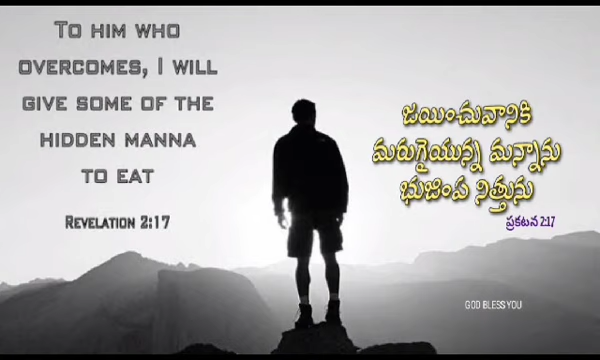 To him who
overcomes, I will
give some of the
hidden manna
to eat
Revelation 2:17
జయించువానికి
మరుగైయున్న మన్నాను
భుజింప నిత్తును
ప్రకటన 2:17
GOD BLESS YOU